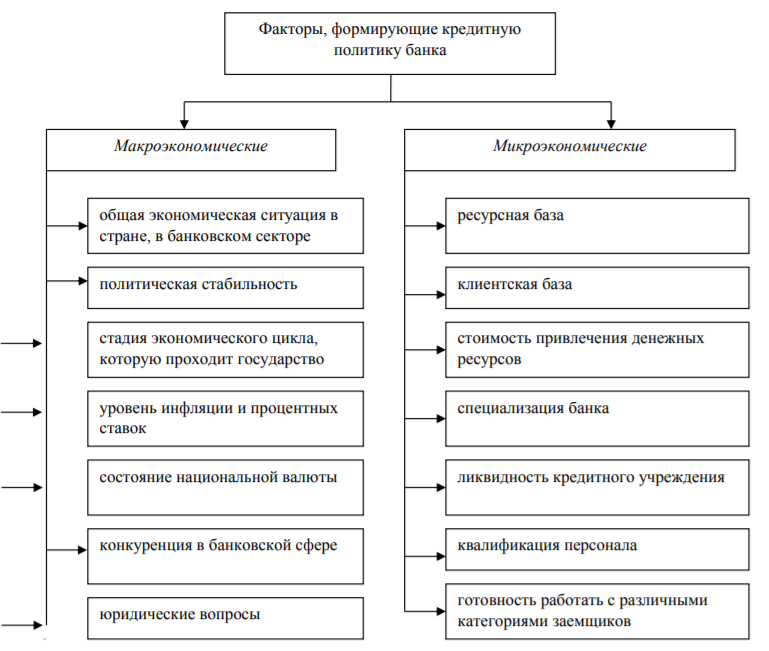 Факторы, формирующие кредитную
политику банка
Макроэкономические
общая экономическая ситуация в
стране, в банковском секторе
политическая стабильность
стадия экономического цикла,
которую проходит государство
уровень инфляции и процентных
ставок
состояние национальной валюты
конкуренция в банковской сфере
юридические вопросы
Микроэкономические
ресурсная база
клиентская база
стоимость привлечения денежных
ресурсов
специализация банка
ликвидность кредитного учреждения
квалификация персонала
готовность работать с различными
категориями заемщиков